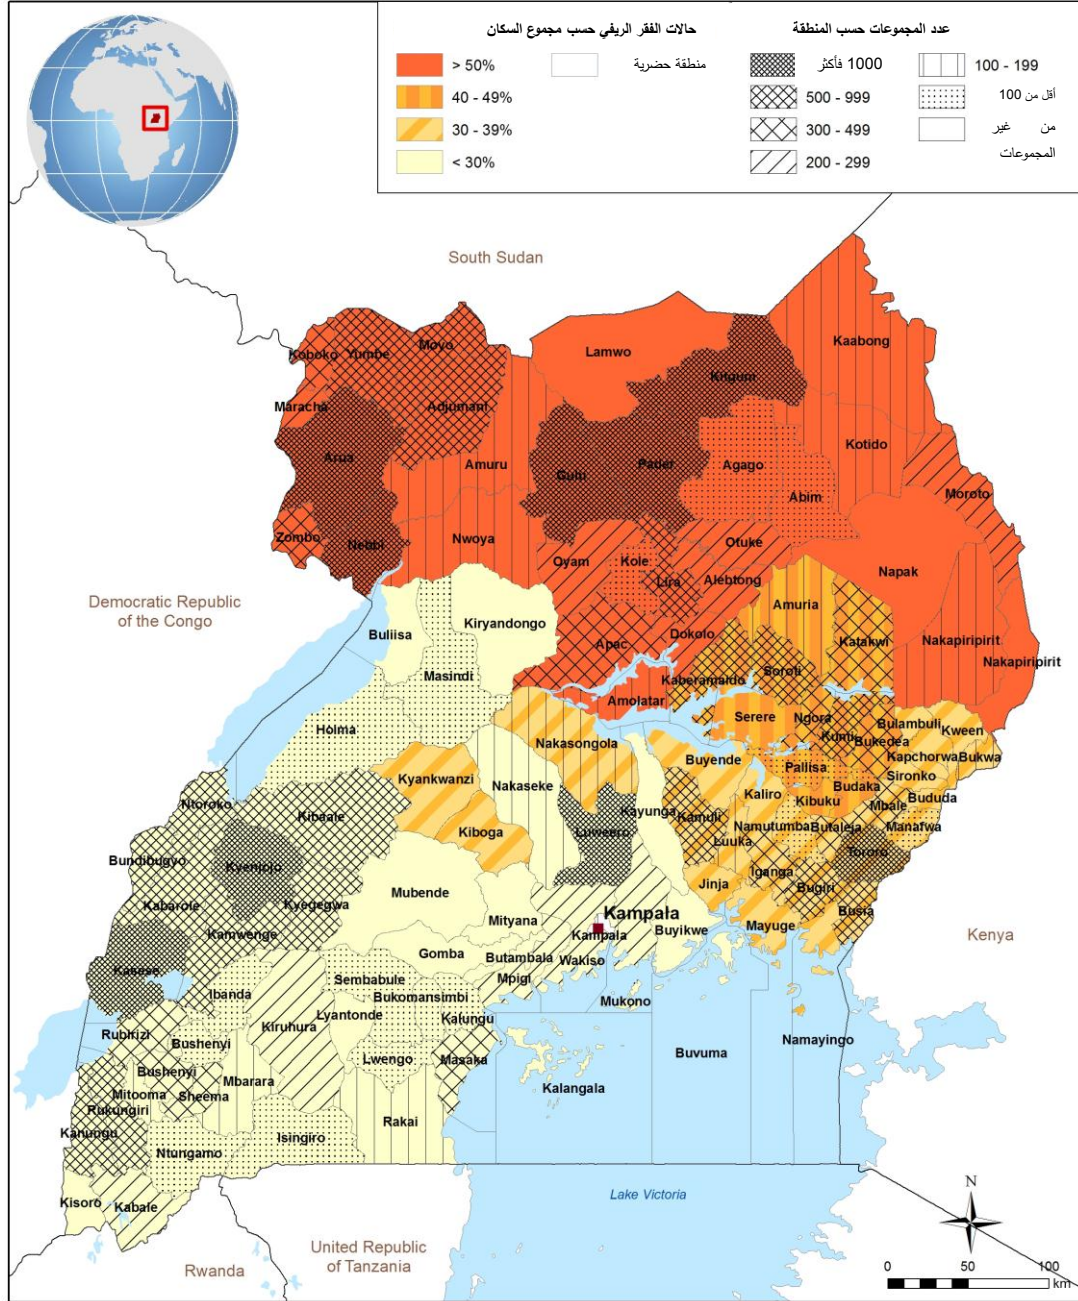 حالات الفقر الريفي حسب مجموع السكان
> 50%
منطقة حضرية
40 - 49%
30 - 39%
< 30%
عدد المجموعات حسب المنطقة
1000 فأكثر
100 - 199
500 - 999
أقل من 100
300 - 499
من غير
المجموعات
200 - 299
South Sudan
Democratic Republic
of the Congo
Kenya
United Republic
of Tanzania
Rwanda
Lake Victoria
Koboko
Yumbe
Moyo
Lamwo
Kitgum
Kaabong
Maracha
Adjumani
Arua
Amuru
Gulu
Pader
Agago
Kotido
Abim
Moroto
Zombo
Nebbi
Nwoya
Oyam
Kole
Otuke
Lira
Alebtong
Napak
Amuria
Buliisa
Kiryandongo
Apac
Dokolo
Katakwi
Nakapiripirit
Nakapiripirit
Masindi
Kaberamaido
Soroti
Amolatar
Hoima
Serere
Ngora
Kumi
Bulambuli
Kween
Bukedea
Nakasongola
Buyende
Kapchorwa
Bukwa
Kyankwanzi
Nakaseke
Pallisa
Sironko
Ntoroko
Kibaale
Kaliro
Kibuku
Budaka
Mbale
Bududa
Kiboga
Luweero
Kayunga
Kamuli
Namutumba
Butaleja
Manafwa
Bundibugyo
Kyenjojo
Luuka
Tororo
Iganga
Mubende
Jinja
Bugiri
Kabarole
Kyegegwa
Mityana
Kampala
Kampala
Buyikwe
Mayuge
Busia
Kamwenge
Gomba
Butambala
Wakiso
Kasese
Sembabule
Mpigi
Ibanda
Bukomansimbi
Mukono
Kiruhura
Lyantonde
Kalungu
Rubirizi
Bushenyi
Buvuma
Namayingo
Lwengo
Masaka
Bushenyi
Mbarara
Kalangala
Mitooma
Sheema
Rukungiri
Rakai
Kanungu
Isingiro
Ntungamo
Kisoro
Kabale
N
0
50
100
km